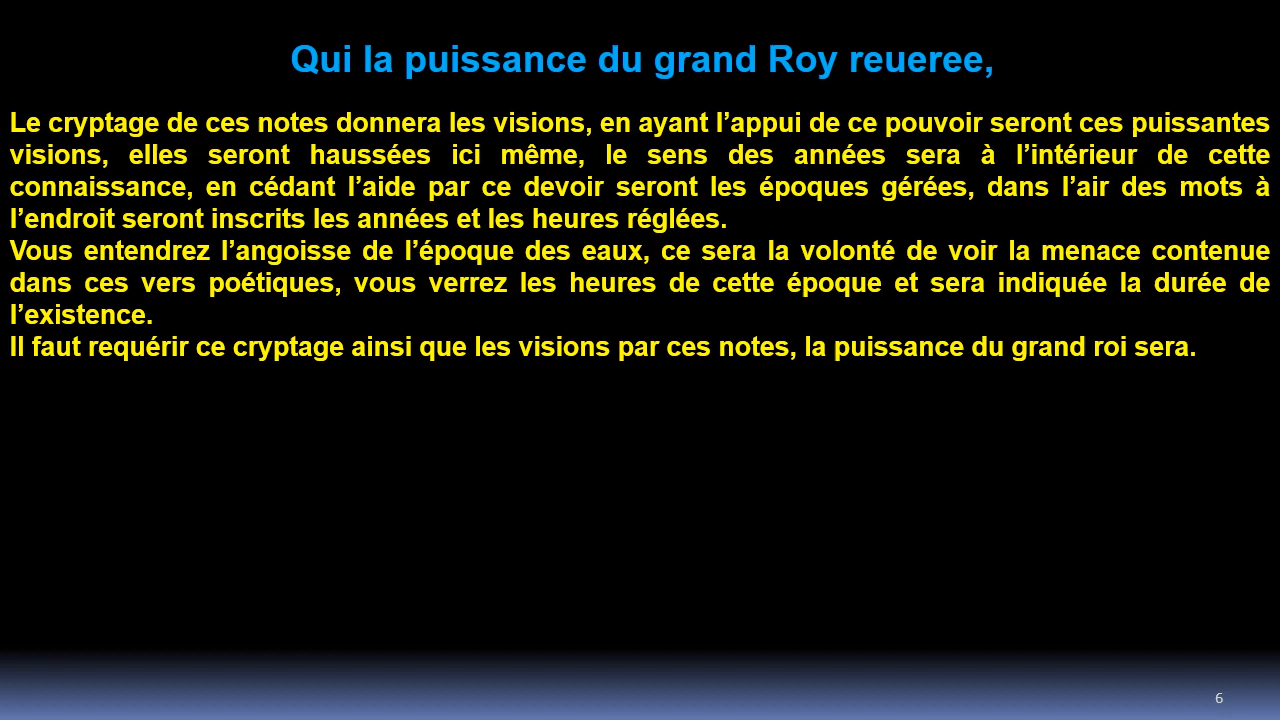 Qui la puissance du grand Roy reueree,
Le cryptage de ces notes donnera les visions, en ayant l’appui de ce pouvoir seront ces puissantes
visions, elles seront haussées ici même, le sens des années sera à l’intérieur de cette
connaissance, en cédant l’aide par ce devoir seront les époques gérées, dans l’air des mots à
l’endroit seront inscrits les années et les heures réglées.
Vous entendrez l’angoisse de l’époque des eaux, ce sera la volonté de voir la menace contenue
dans ces vers poétiques, vous verrez les heures de cette époque et sera indiquée la durée de
l’existence.
Il faut requérir ce cryptage ainsi que les visions par ces notes, la puissance du grand roi sera.
6